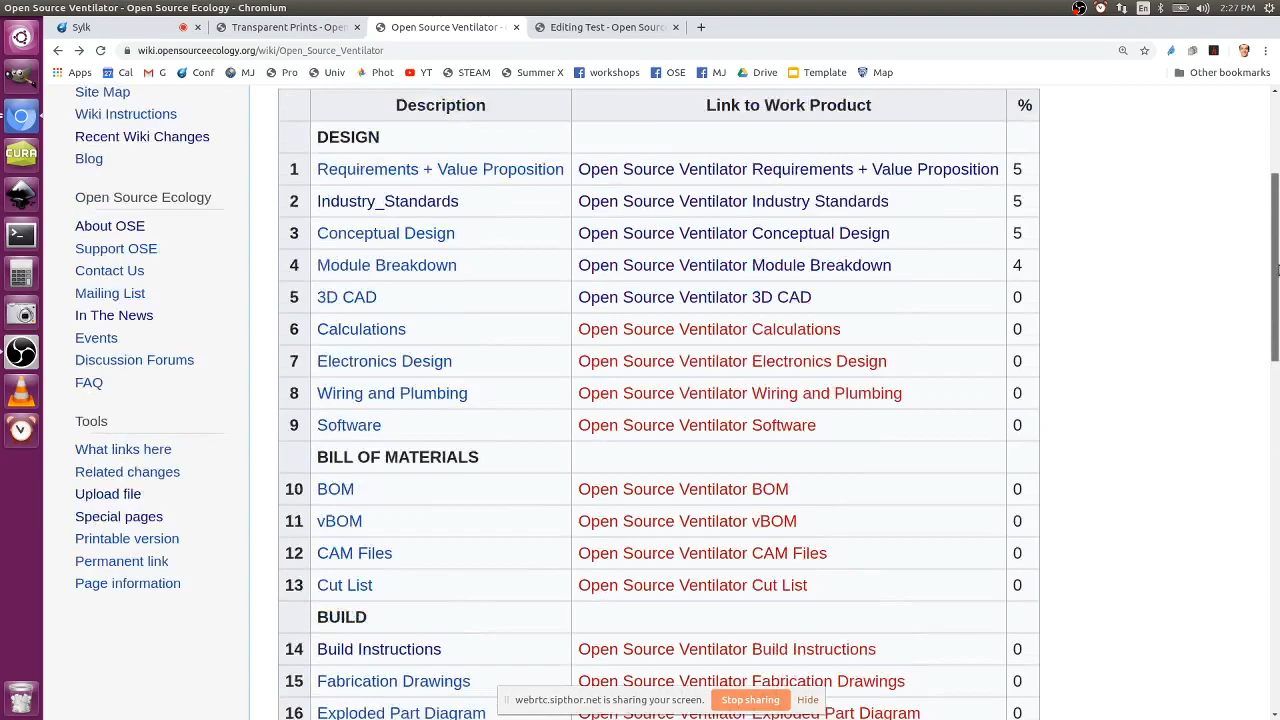 Open Source Ventilator - Open Source Ecology - Chromium
En
2:27 PM
Sylk
Transparent Prints - Open
Open Source Ventilator -
Editing Test - Open Sourc
wiki.opensourceecology.org/wiki/Open_Source_Ventilator
Apps Cal G Conf MJ Pro Univ Phot YT STEAM Summer X workshops OSE MJ Drive Template Map Other bookmarks
Site Map
Wiki Instructions
Recent Wiki Changes
Blog
Open Source Ecology
About OSE
Support OSE
Contact Us
Mailing List
In The News
Events
Discussion Forums
FAQ
Tools
What links here
Related changes
Upload file
Special pages
Printable version
Permanent link
Page information
Description Link to Work Product %
DESIGN
1 Requirements + Value Proposition Open Source Ventilator Requirements + Value Proposition 5
2 Industry_Standards Open Source Ventilator Industry Standards 5
3 Conceptual Design Open Source Ventilator Conceptual Design 5
4 Module Breakdown Open Source Ventilator Module Breakdown 4
5 3D CAD Open Source Ventilator 3D CAD 0
6 Calculations Open Source Ventilator Calculations 0
7 Electronics Design Open Source Ventilator Electronics Design 0
8 Wiring and Plumbing Open Source Ventilator Wiring and Plumbing 0
9 Software Open Source Ventilator Software 0
BILL OF MATERIALS
10 BOM Open Source Ventilator BOM 0
11 vBOM Open Source Ventilator vBOM 0
12 CAM Files Open Source Ventilator CAM Files 0
13 Cut List Open Source Ventilator Cut List 0
BUILD
14 Build Instructions Open Source Ventilator Build Instructions 0
15 Fabrication Drawings Open Source Ventilator Fabrication Drawings 0
16 Exploded Part Diagram Open Source Ventilator Exploded Part Diagram 0
webrtc.sipthor.net is sharing your screen. Stop sharing Hide
CURA